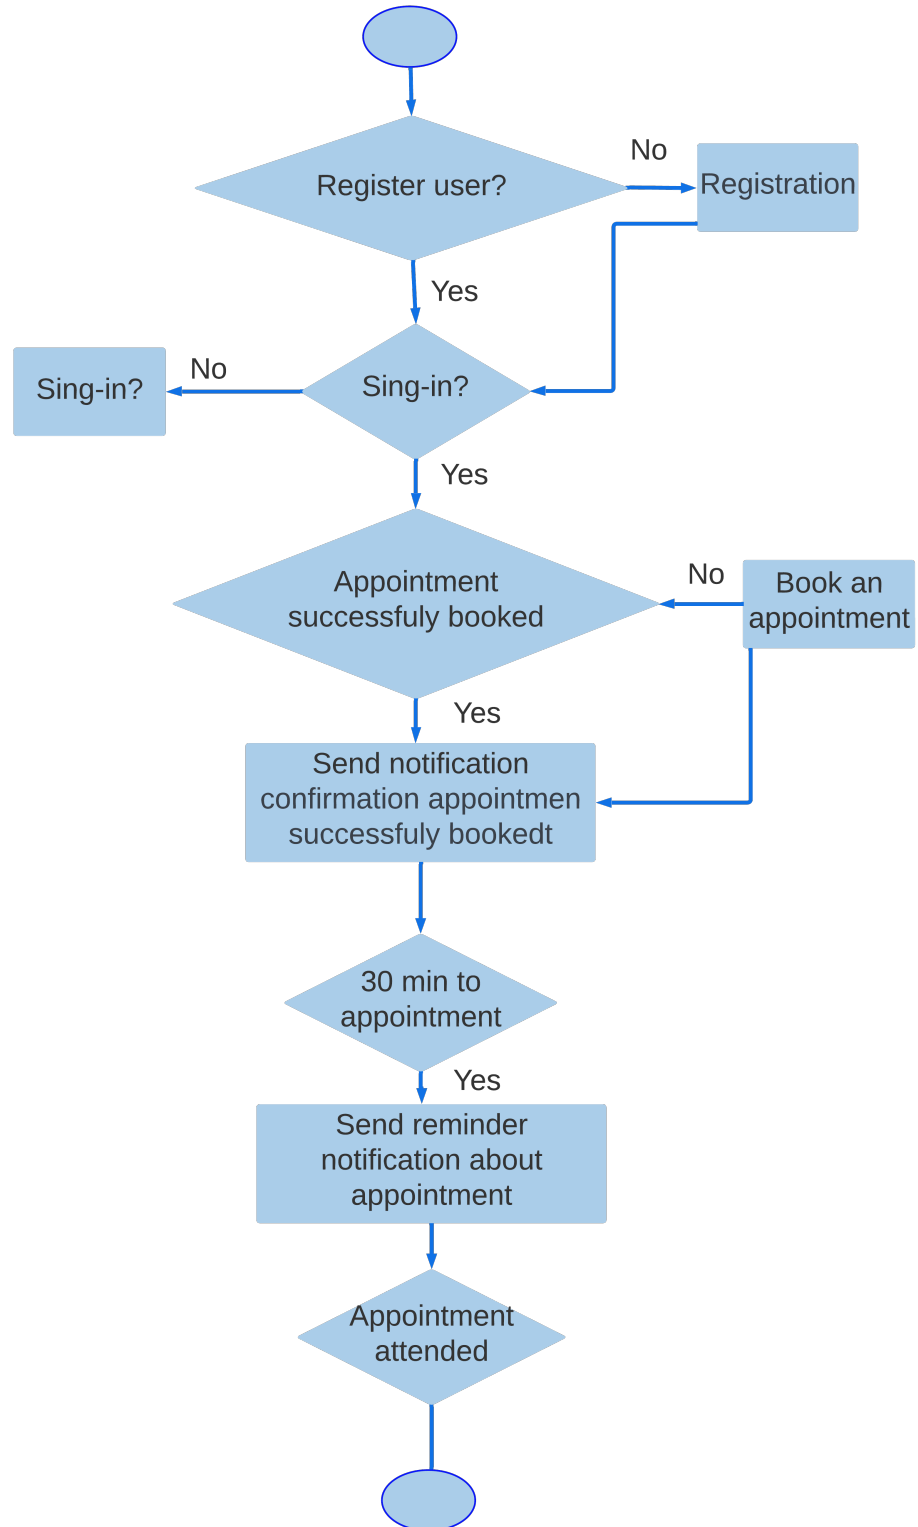 Register user?
No
Registration
Yes
Sing-in?
No
Sing-in?
Yes
Appointment
successfuly booked
No
Book an
appointment
Yes
Send notification
confirmation appointmen
successfuly bookedt
30 min to
appointment
Yes
Send reminder
notification about
appointment
Appointment
attended